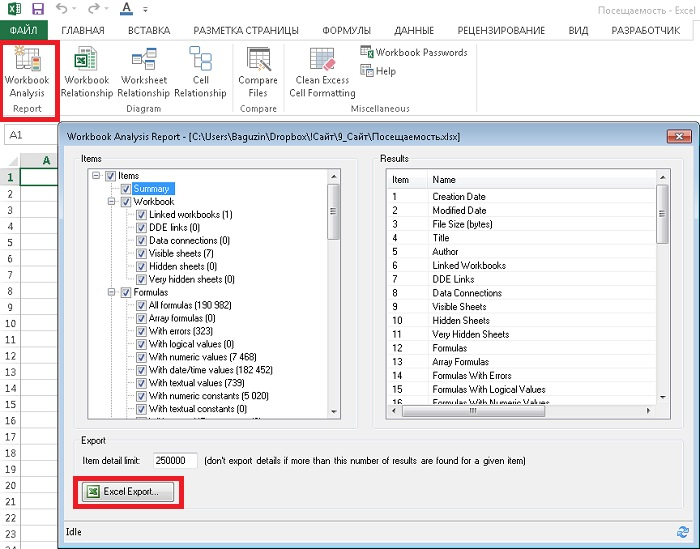 Посещаемость - Excel
ФАЙЛ ГЛАВНАЯ ВСТАВКА РАЗМЕТКА СТРАНИЦЫ ФОРМУЛЫ ДАННЫЕ РЕЦЕНЗИРОВАНИЕ ВИД РАЗРАБОТЧИК
Workbook Analysis
Workbook Relationship
Worksheet Relationship
Cell Relationship
Compare Files
Clean Excess Cell Formatting
Workbook Passwords
Help
Report Diagram Compare Miscellaneous
A1
A
Workbook Analysis Report - [C:\Users\Baguzin\Dropbox\!Сайт\9_Сайт\Посещаемость.xlsx]
Items
Items
Summary
Workbook
Linked workbooks (1)
DDE links (0)
Data connections (0)
Visible sheets (7)
Hidden sheets (0)
Very hidden sheets (0)
Formulas
All formulas (190 982)
Array formulas (0)
With errors (323)
With logical values (0)
With numeric values (7 468)
With date/time values (182 452)
With textual values (739)
With numeric constants (5 020)
With textual constants (0)
Results
Item Name
1 Creation Date
2 Modified Date
3 File Size (bytes)
4 Title
5 Author
6 Linked Workbooks
7 DDE Links
8 Data Connections
9 Visible Sheets
10 Hidden Sheets
11 Very Hidden Sheets
12 Formulas
13 Array Formulas
14 Formulas With Errors
15 Formulas With Logical Values
16 Formulas With Numeric Values
Export
Item detail limit: 250000 (don't export details if more than this number of results are found for a given item)
Excel Export...
Idle
1
2
3
4
5
6
7
8
9
10
11
12
13
14
15
16
17
18
19
20
21
22
23
24